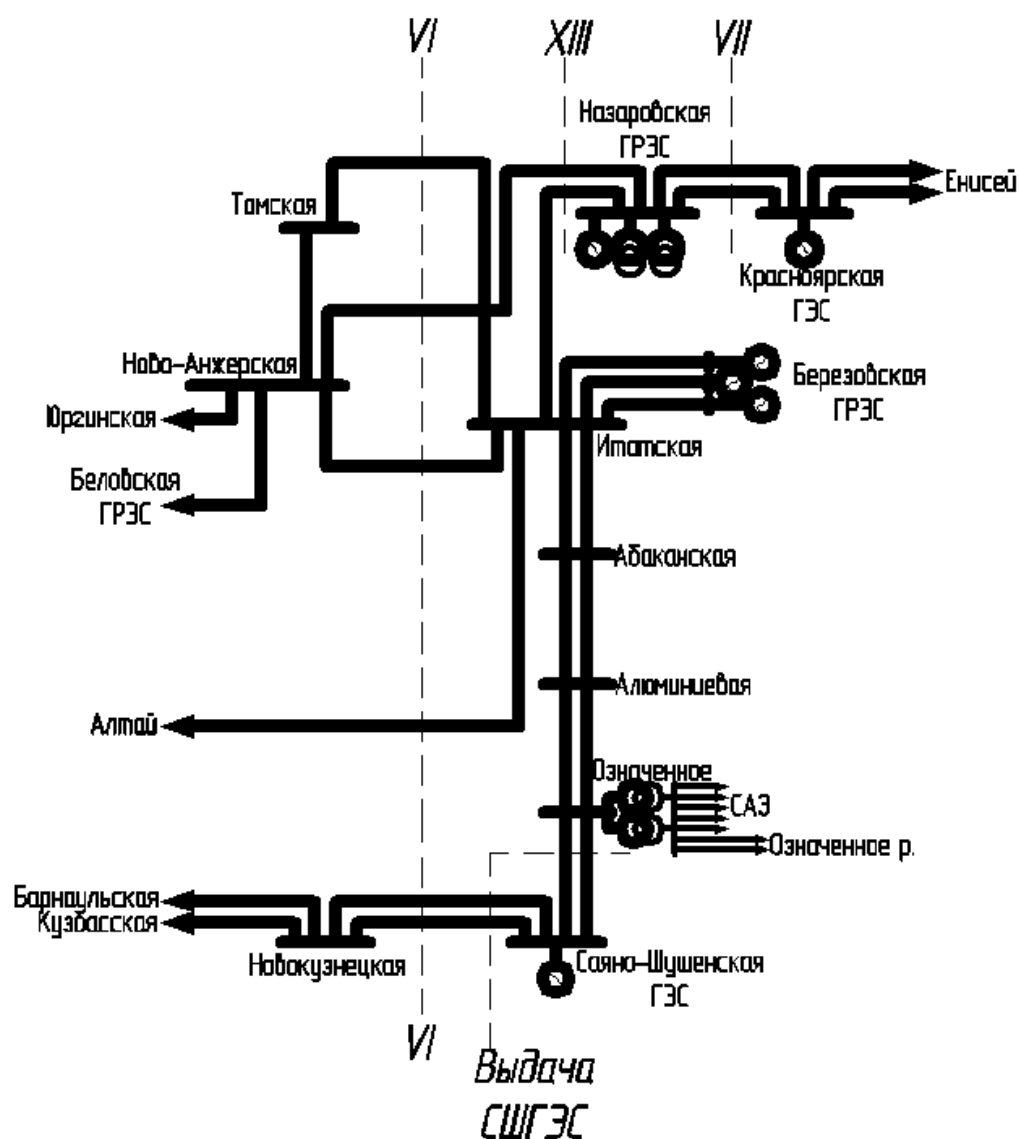 VI
XIII
VII
Назаровская
ГРЭС
Томская
Енисей
Красноярская
ГЭС
Ново-Анжерская
Березовская
ГРЭС
Юргинская
Итатская
Беловская
ГРЭС
Абаканская
Алюминиевая
Алтай
Означенное
САЗ
Означенное р.
Барнаульская
Кузбасская
Новокузнецкая
Саяно-Шушенская
ГЭС
VI
Выдача
СШГЭС